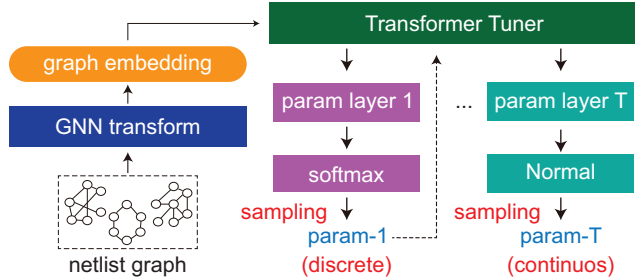 Transformer Tuner
graph embedding
GNN transform
netlist graph
param layer 1
softmax
sampling
param-1
(discrete)
...
param layer T
Normal
sampling
param-T
(continuos)